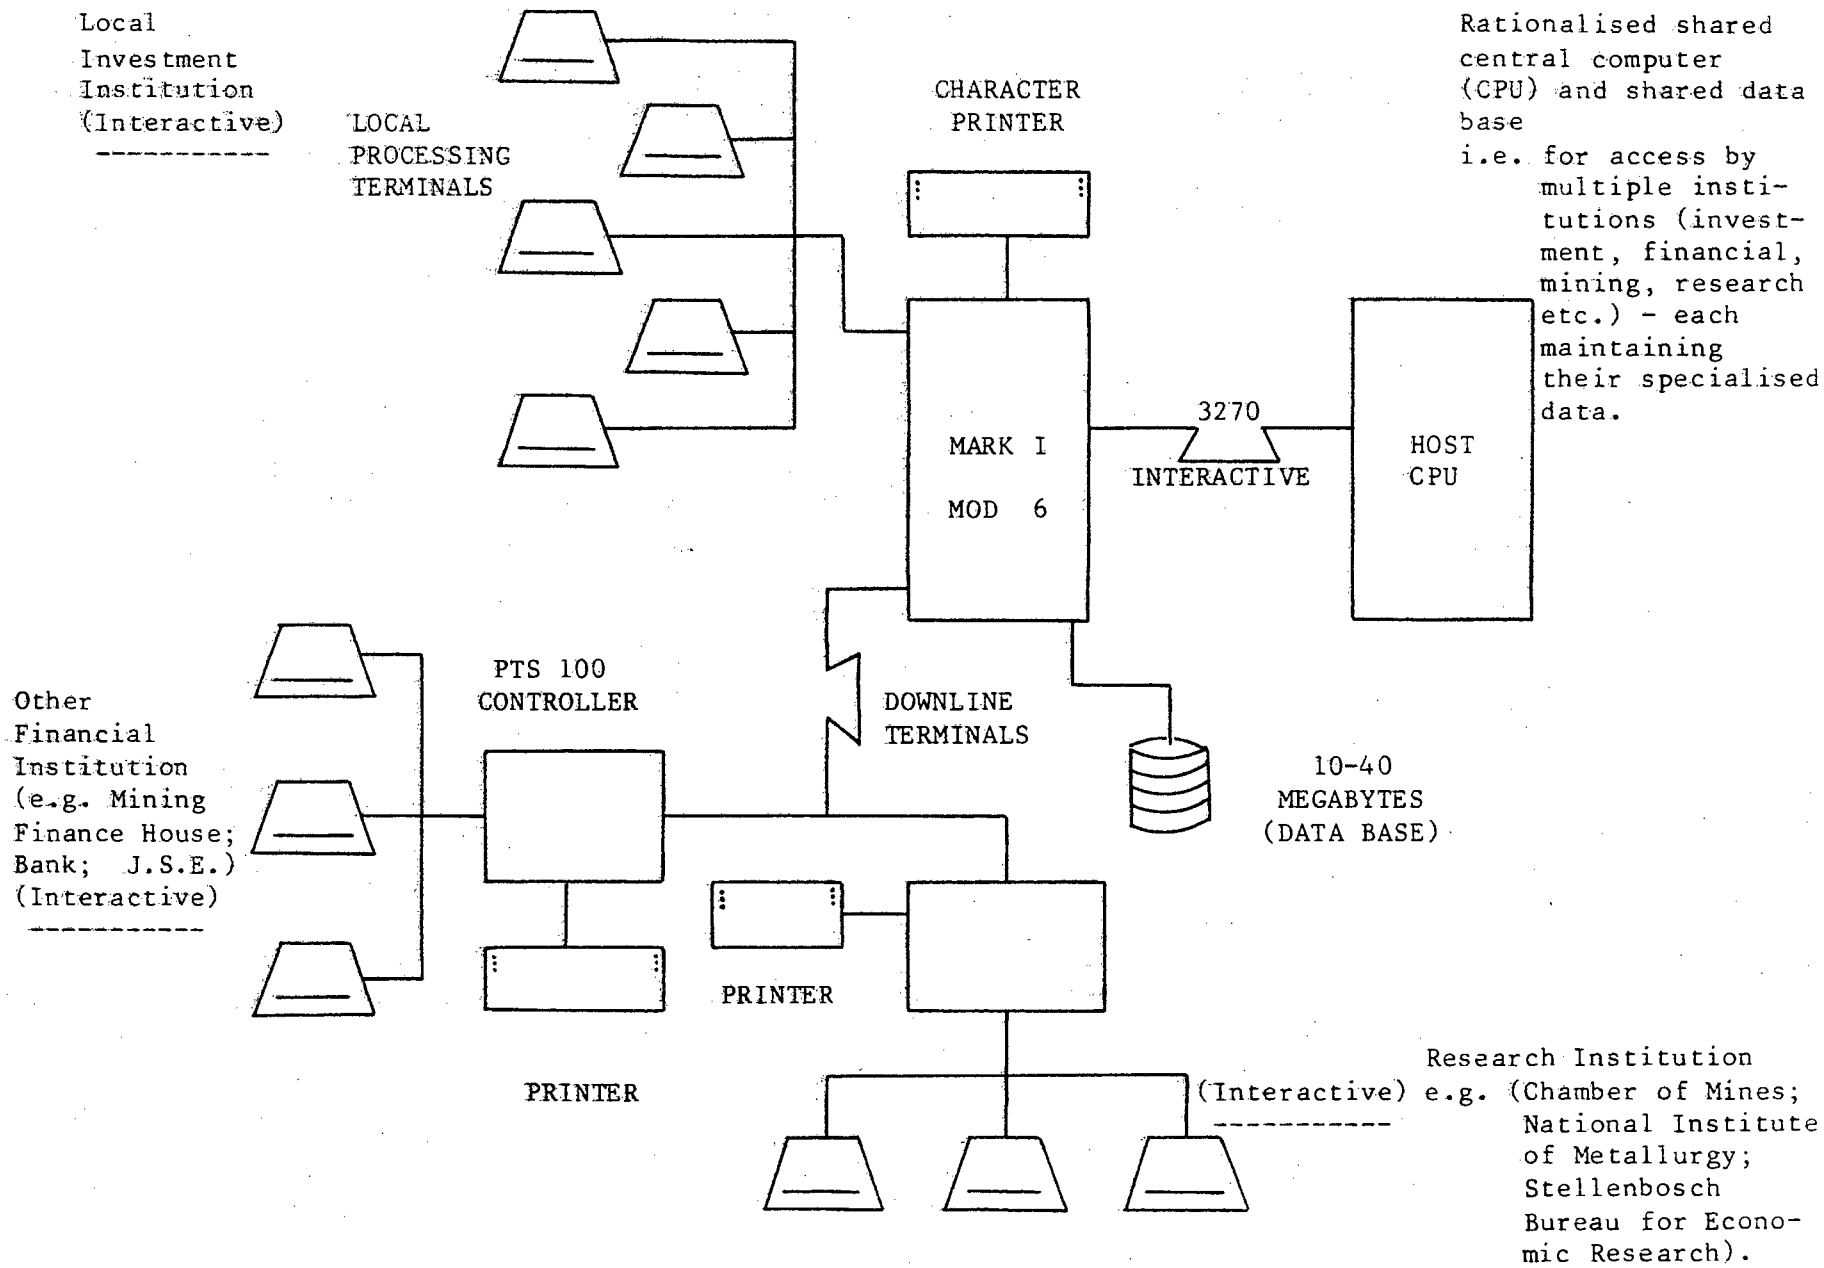 Local
Investment
Institution
(Interactive)
LOCAL
PROCESSING
TERMINALS
CHARACTER
PRINTER
Rationalised shared
central computer
(CPU) and shared data
base
i.e. for access by
multiple insti-
tutions (invest-
ment, financial,
mining, research
etc.) - each
maintaining
their specialised
data.
MARK I
MOD 6
3270
INTERACTIVE
HOST
CPU
Other
Financial
Institution
(e.g. Mining
Finance House;
Bank; J.S.E.)
(Interactive)
PTS 100
CONTROLLER
DOWNLINE
TERMINALS
10-40
MEGABYTES
(DATA BASE)
PRINTER
PRINTER
(Interactive)
Research Institution
e.g. (Chamber of Mines;
National Institute
of Metallurgy;
Stellenbosch
Bureau for Econo-
mic Research).